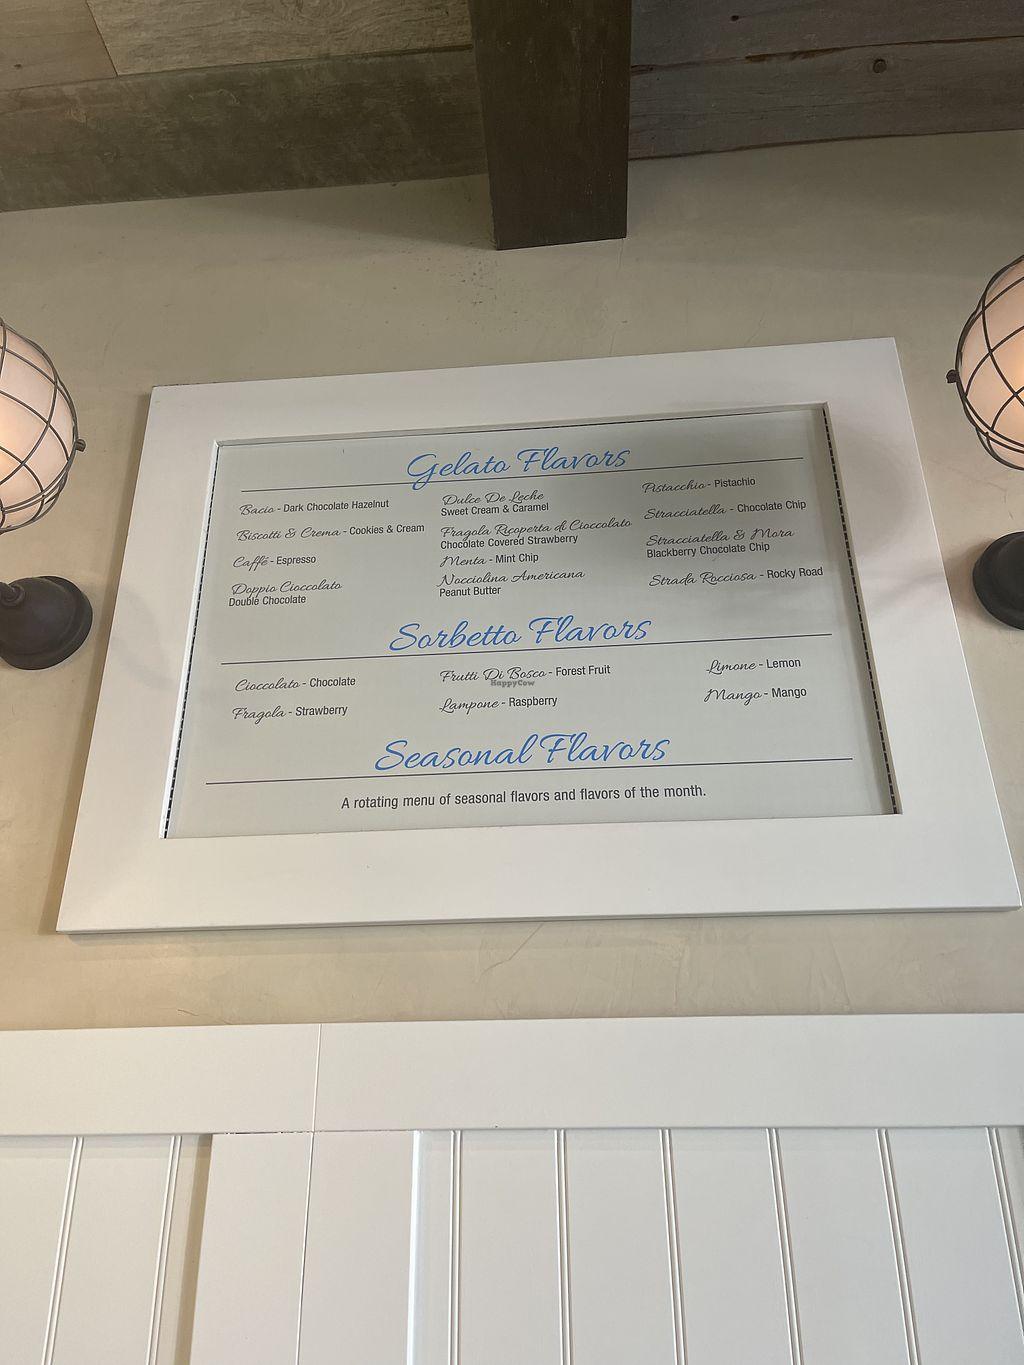 Gelato Flavors
Bacio - Dark Chocolate Hazelnut
Biscotti & Crema - Cookies & Cream
Caffé - Espresso
Doppio Cioccolato
Double Chocolate
Dulce De Leche
Sweet Cream & Caramel
Fragola Ricoperta di Cioccolato
Chocolate Covered Strawberry
Menta - Mint Chip
Nocciolina Americana
Peanut Butter
Pistacchio - Pistachio
Stracciatella - Chocolate Chip
Stracciatella & Mora
Blackberry Chocolate Chip
Strada Rocciosa - Rocky Road
Sorbetto Flavors
Cioccolato - Chocolate
Fragola - Strawberry
Frutti Di Bosco - Forest Fruit
HappyCow
Lampone - Raspberry
Limone - Lemon
Mango - Mango
Seasonal Flavors
A rotating menu of seasonal flavors and flavors of the month.